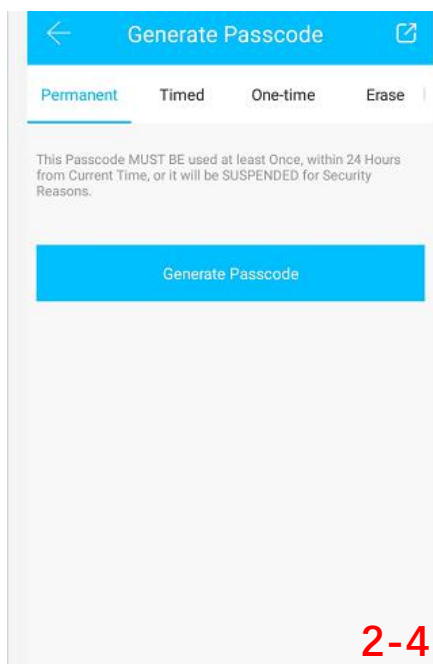 Generate Passcode
Permanent Timed One-time Erase
This Passcode MUST BE used at least Once, within 24 Hours
from Current Time, or it will be SUSPENDED for Security
Reasons.
Generate Passcode
2-4